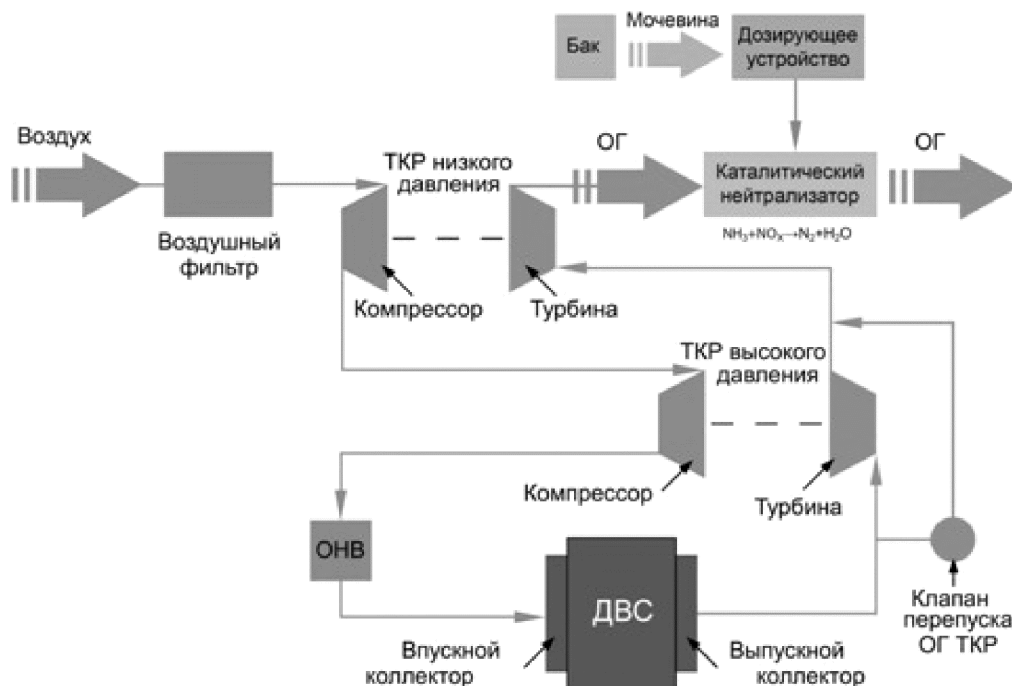 Мочевина
Бак
Дозирующее
устройство
Воздух
ТКР низкого
давления
ОГ
ОГ
Каталитический
нейтрализатор
NH₃+NOₓ→N₂+H₂O
Воздушный
фильтр
Компрессор
Турбина
ТКР высокого
давления
Компрессор
Турбина
ОНВ
ДВС
Клапан
перепуска
ОГ ТКР
Впускной
коллектор
Выпускной
коллектор